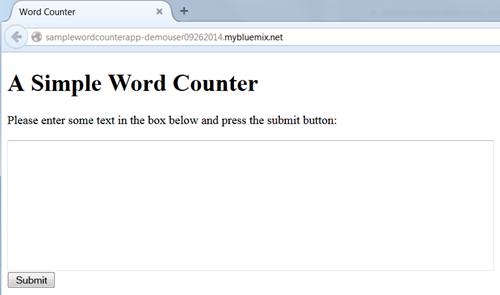 Word Counter
samplewordcounterapp-demouser09262014.mybluemix.net
A Simple Word Counter
Please enter some text in the box below and press the submit button:
Submit